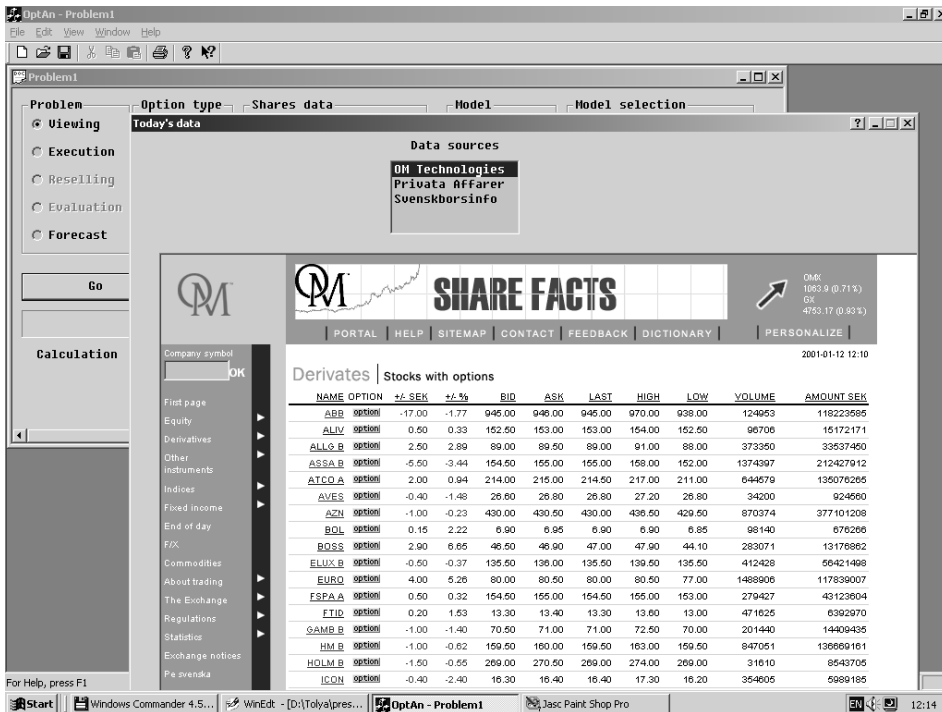 OptAn - Problem1
File Edit View Window Help
Problem1
Problem Option type Shares data Model Model selection
Viewing
Execution
Reselling
Evaluation
Forecast
Go
Calculation
Today's data
Data sources
OM Technologies
Privata Affarer
Svenskborsinfo
OM
OM SHARE FACTS
OMX
1063.9 (0.71%)
GX
4753.17 (0.93%)
PORTAL HELP SITEMAP CONTACT FEEDBACK DICTIONARY PERSONALIZE
Company symbol
OK
First page
Equity
Derivatives
Other
instruments
Indices
Fixed income
End of day
F/X
Commodities
About trading
The Exchange
Regulations
Statistics
Exchange notices
Pe svenska
2001-01-12 12:10
Derivates Stocks with options
NAME OPTION +/- SEK +/- % BID ASK LAST HIGH LOW VOLUME AMOUNT SEK
ABB option -17.00 -1.77 945.00 946.00 945.00 970.00 938.00 124953 118223585
ALIV option 0.50 0.33 152.50 153.00 153.00 154.00 152.50 96706 15172171
ALLG B option 2.50 2.89 89.00 89.50 89.00 91.00 88.00 373350 33537450
ASSA B option -5.50 -3.44 154.50 155.00 155.00 158.00 152.00 1374397 212427912
ATCO A option 2.00 0.94 214.00 215.00 214.50 217.00 211.00 644579 135076265
AVES option -0.40 -1.48 26.60 26.80 26.80 27.20 26.80 34200 924560
AZN option -1.00 -0.23 430.00 430.50 430.00 436.50 429.50 870374 377101208
BOL option 0.15 2.22 6.90 6.95 6.90 6.90 6.85 98140 676266
BOSS option 2.90 6.65 46.50 46.90 47.00 47.90 44.10 283071 13176862
ELUX B option -0.50 -0.37 135.50 136.00 135.50 139.50 135.50 412428 56421498
EURO option 4.00 5.26 80.00 80.50 80.00 80.50 77.00 1488906 117839007
FSPA A option 0.50 0.32 154.50 155.00 154.50 155.00 153.00 279427 43123604
FTID option 0.20 1.53 13.30 13.40 13.30 13.60 13.00 471625 6392970
GAMB B option -1.00 -1.40 70.50 71.00 71.00 72.50 70.00 201440 14409435
HM B option -1.00 -0.62 159.50 160.00 159.50 163.00 159.50 847051 136669161
HOLM B option -1.50 -0.55 269.00 270.50 269.00 274.00 269.00 31610 8543705
ICON option -0.40 -2.40 16.30 16.40 16.40 17.30 16.20 354605 5989185
For Help, press F1
Start Windows Commander 4.5... WinEdt - [D:\Tolya\pres... OptAn - Problem1 Jasc Paint Shop Pro EN 12:14